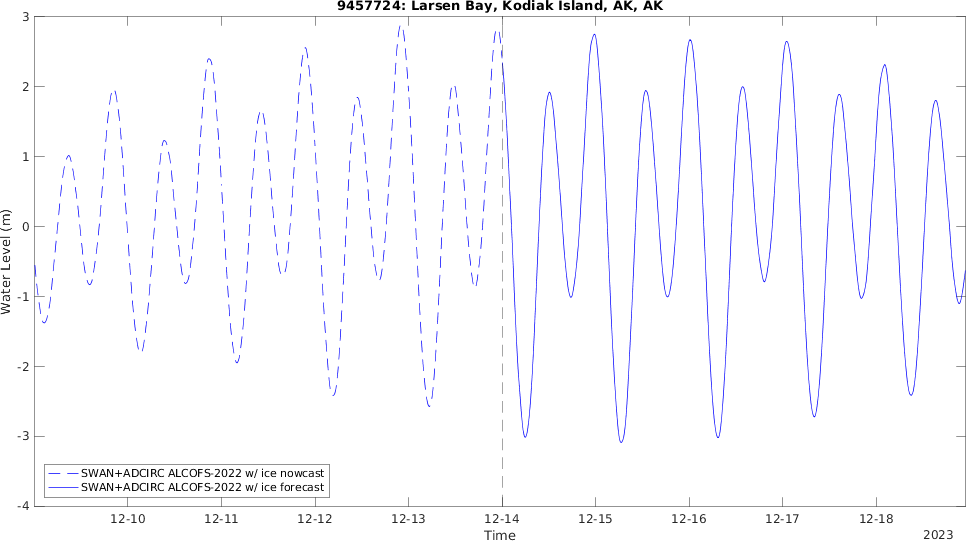 9457724: Larsen Bay, Kodiak Island, AK, AK
3
2
1
0
-1
-2
-3
-4
Water Level (m)
SWAN+ADCIRC ALCOFS-2022 w/ ice nowcast
SWAN+ADCIRC ALCOFS-2022 w/ ice forecast
12-10 12-11 12-12 12-13 12-14 12-15 12-16 12-17 12-18
Time
2023